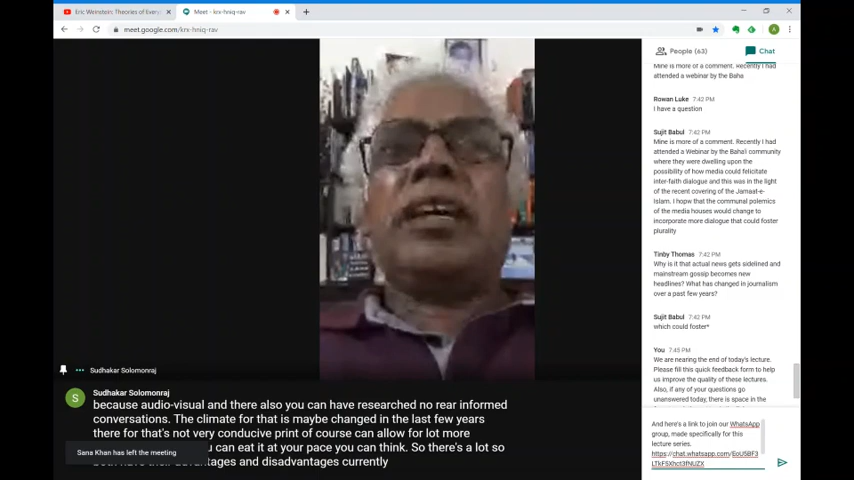 Eric Weinstein: Theories of Every
Meet - knx-hniq-rav
meet.google.com/knx-hniq-rav
People (63)
Chat
Mine is more of a comment. Recently I had
attended a webinar by the Baha
Rowan Luke 7:42 PM
I have a question
Sujit Babul 7:42 PM
Mine is more of a comment. Recently I had
attended a Webinar by the Baha'i community
where they were dwelling upon the
possibility of how media could felicitate
inter-faith dialogue and this was in the light
of the recent covering of the Jamaat-e-
Islam. I hopw that the communal polemics
of the media houses would change to
incorporate more dialogue that could foster
plurality
Tinby Thomas 7:42 PM
Why is it that actual news gets sidelined and
mainstream gossip becomes new
headlines? What has changed in journalism
over a past few years?
Sujit Babul 7:42 PM
which could foster*
You 7:45 PM
We are nearing the end of today's lecture.
Please fill this quick feedback form to help
us improve the quality of these lectures.
Also, if any of your questions go
unanswered today, there is space in the
And here's a link to join our WhatsApp
group, made specifically for this
lecture series.
https://chat.whatsapp.com/EoU5BF3
LTkF5Xhct3fNUZX
Sudhakar Solomonraj
S
Sudhakar Solomonraj
because audio-visual and there also you can have researched no rear informed
conversations. The climate for that is maybe changed in the last few years
there for that's not very conducive print of course can allow for lot more
you can eat it at your pace you can think. So there's a lot so
both have their advantages and disadvantages currently
Sana Khan has left the meeting